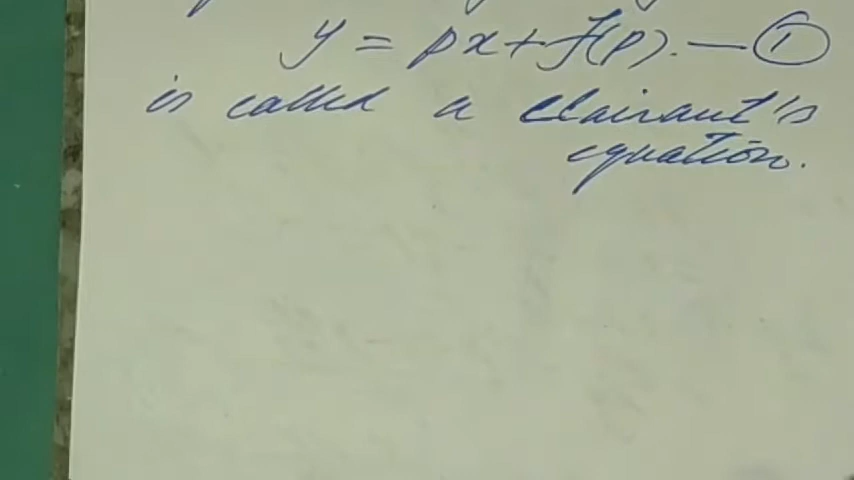 y = px + f(p). — ①
is called a Clairaut's
equation.